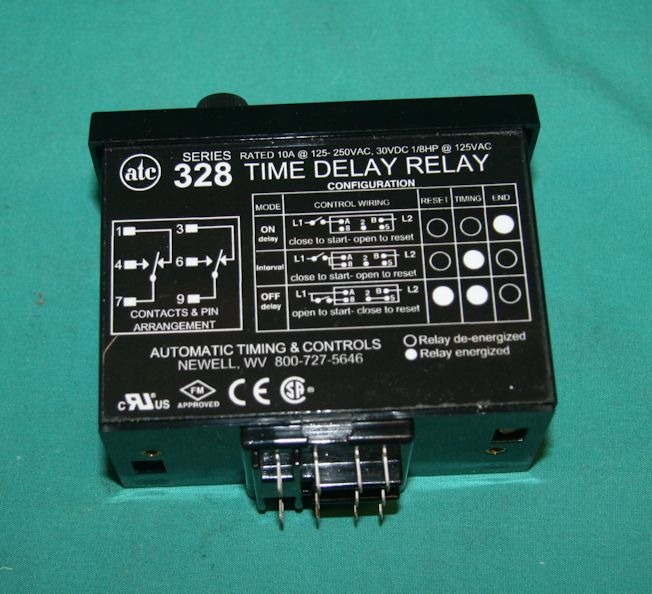 atc
SERIES 328
RATED 10A @ 125- 250VAC, 30VDC 1/8HP @ 125VAC
TIME DELAY RELAY
CONFIGURATION
MODE CONTROL WIRING RESET TIMING END
ON delay
L1 A 2 B L2
8 5
close to start- open to reset
Interval
L1 A 2 B L2
8 5
close to start- open to reset
OFF delay
L1 A 2 B L2
8 5
open to start- close to reset
1 3
4 6
7 9
CONTACTS & PIN
ARRANGEMENT
Relay de-energized
Relay energized
AUTOMATIC TIMING & CONTROLS
NEWELL, WV 800-727-5646
c RU US
FM
APPROVED
CE
SA ®